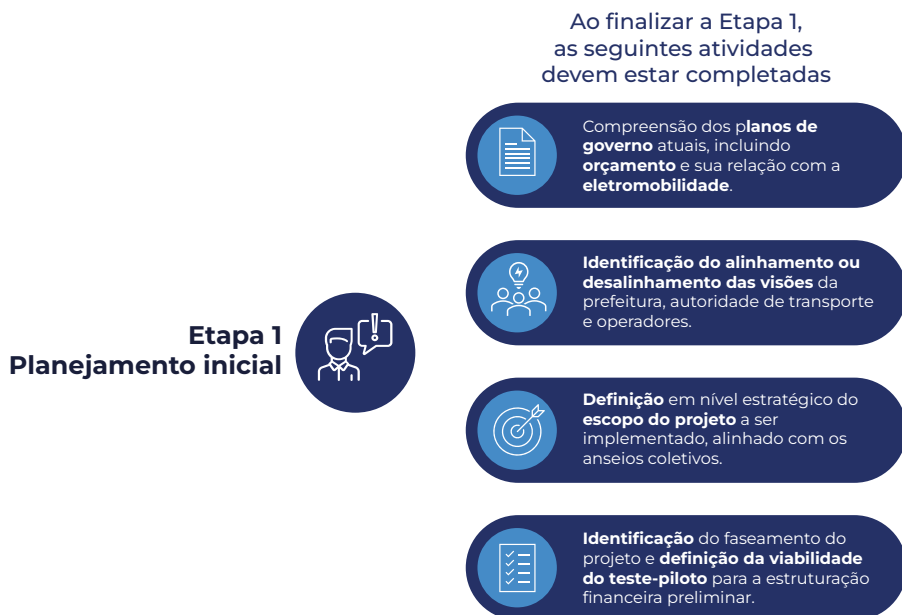 Ao finalizar a Etapa 1,
as seguintes atividades
devem estar completadas
Compreensão dos planos de
governo atuais, incluindo
orçamento e sua relação com a
eletromobilidade.
Identificação do alinhamento ou
desalinhamento das visões da
prefeitura, autoridade de transporte
e operadores.
Etapa 1
Planejamento inicial
Definição em nível estratégico do
escopo do projeto a ser
implementado, alinhado com os
anseios coletivos.
Identificação do faseamento do
projeto e definição da viabilidade
do teste-piloto para a estruturação
financeira preliminar.